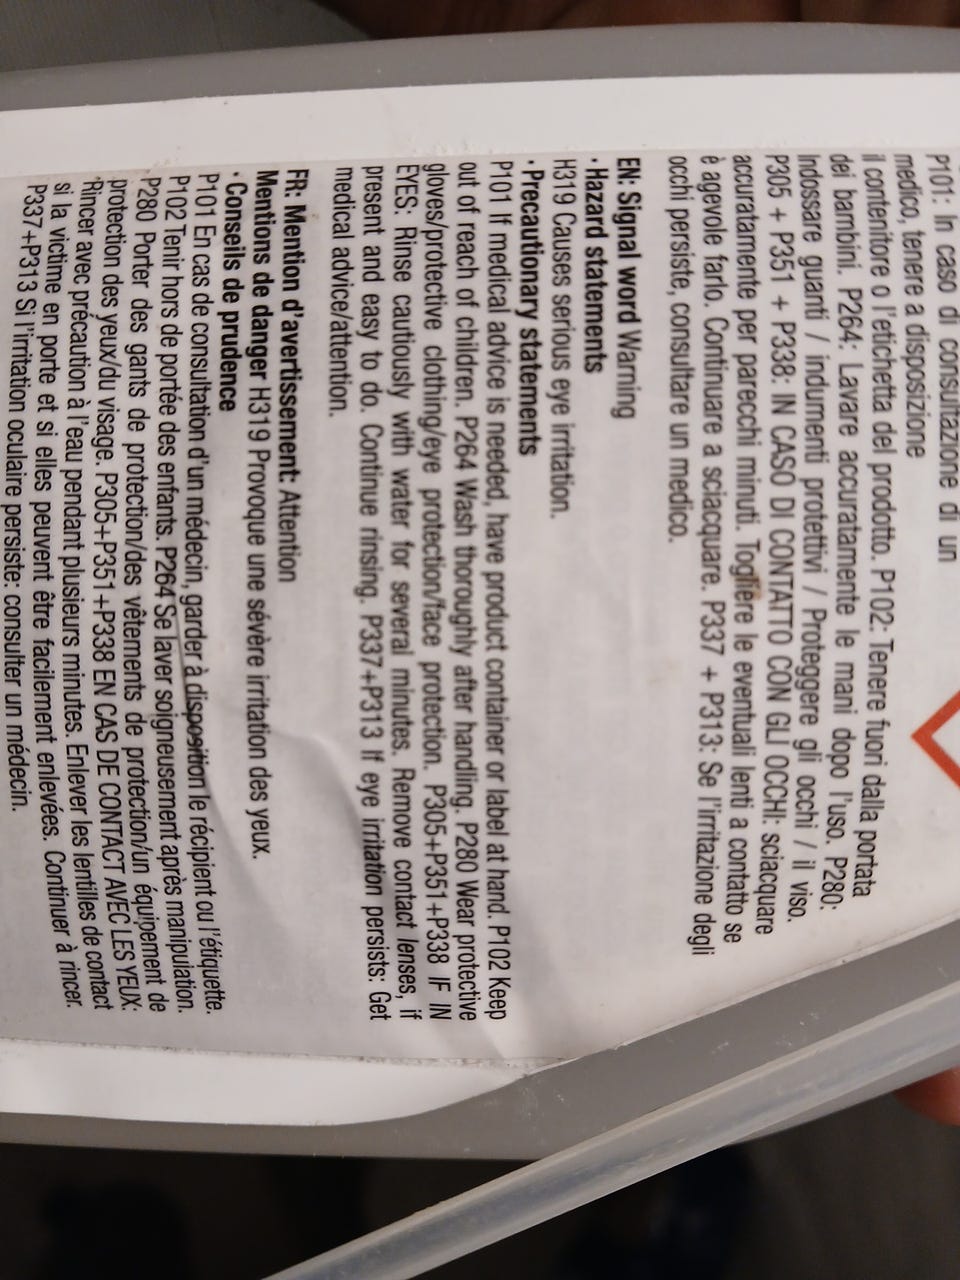 P101: In caso di consultazione di un
medico, tenere a disposizione
il contenitore o l'etichetta del prodotto. P102: Tenere fuori dalla portata
dei bambini. P264: Lavare accuratamente le mani dopo l'uso. P280:
Indossare guanti / indumenti protettivi / Proteggere gli occhi / il viso.
P305 + P351 + P338: IN CASO DI CONTATTO CON GLI OCCHI: sciacquare
accuratamente per parecchi minuti. Togliere le eventuali lenti a contatto se
è agevole farlo. Continuare a sciacquare. P337 + P313: Se l'irritazione degli
occhi persiste, consultare un medico.
EN: Signal word Warning
· Hazard statements
H319 Causes serious eye irritation.
· Precautionary statements
P101 If medical advice is needed, have product container or label at hand. P102 Keep
out of reach of children. P264 Wash thoroughly after handling. P280 Wear protective
gloves/protective clothing/eye protection/face protection. P305+P351+P338 IF IN
EYES: Rinse cautiously with water for several minutes. Remove contact lenses, if
present and easy to do. Continue rinsing. P337+P313 If eye irritation persists: Get
medical advice/attention.
FR: Mention d'avertissement: Attention
Mentions de danger H319 Provoque une sévère irritation des yeux.
· Conseils de prudence
P101 En cas de consultation d'un médecin, garder à disposition le récipient ou l'étiquette.
P102 Tenir hors de portée des enfants. P264 Se laver soigneusement après manipulation.
P280 Porter des gants de protection/des vêtements de protection/un équipement de
protection des yeux/du visage. P305+P351+P338 EN CAS DE CONTACT AVEC LES YEUX:
Rincer avec précaution à l'eau pendant plusieurs minutes. Enlever les lentilles de contact
si la victime en porte et si elles peuvent être facilement enlevées. Continuer à rincer.
P337+P313 Si l'irritation oculaire persiste: consulter un médecin.